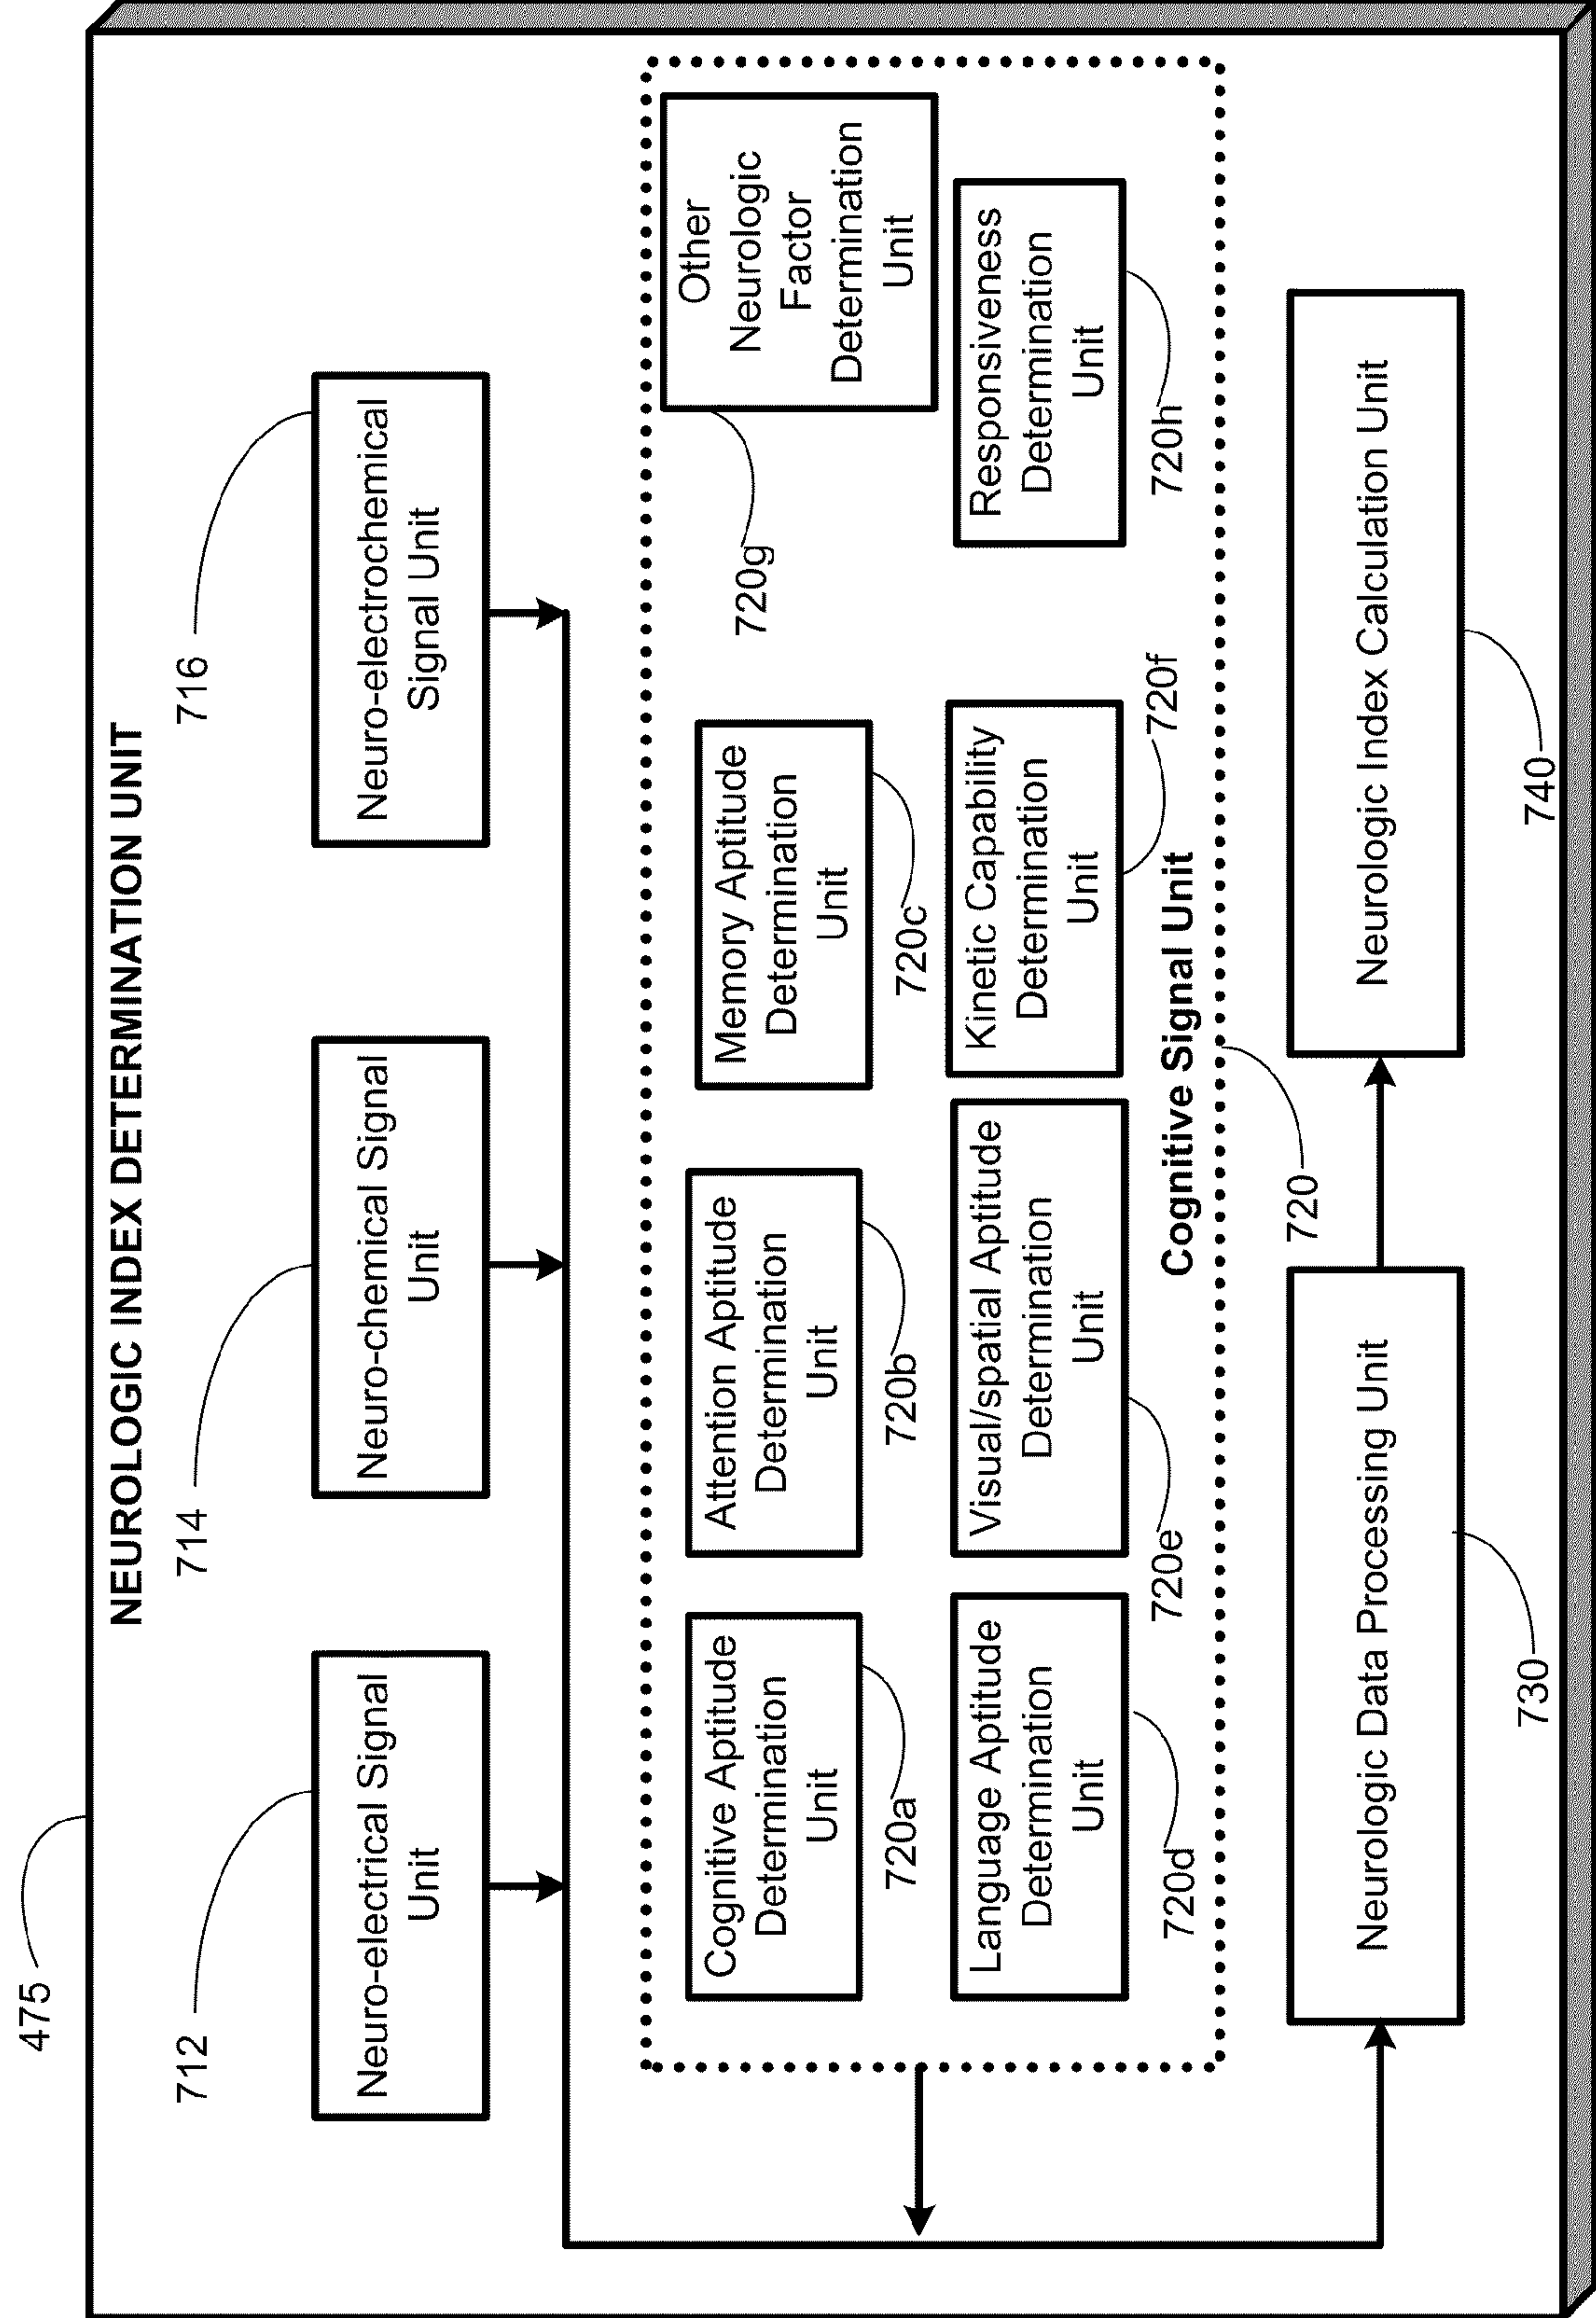 475
NEUROLOGIC INDEX DETERMINATION UNIT
712
714
716
Neuro-electrical Signal
Unit
Neuro-chemical Signal
Unit
Neuro-electrochemical
Signal Unit
Cognitive Aptitude
Determination
Unit
720a
Attention Aptitude
Determination
Unit
720b
Memory Aptitude
Determination
Unit
720c
Other
Neurologic
Factor
Determination
Unit
720g
Language Aptitude
Determination
Unit
720d
Visual/spatial Aptitude
Determination
Unit
720e
Kinetic Capability
Determination
Unit
720f
Responsiveness
Determination
Unit
720h
Cognitive Signal Unit
720
Neurologic Data Processing Unit
730
Neurologic Index Calculation Unit
740